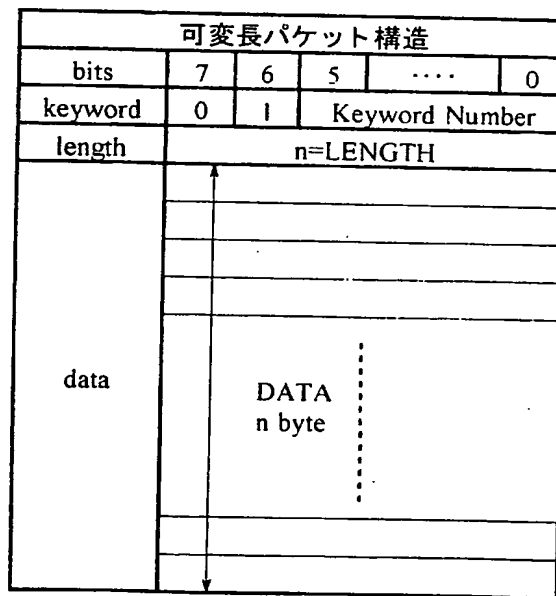 可変長パケット構造
bits 7 6 5 ···· 0
keyword 0 1 Keyword Number
length n=LENGTH
data DATA
n byte